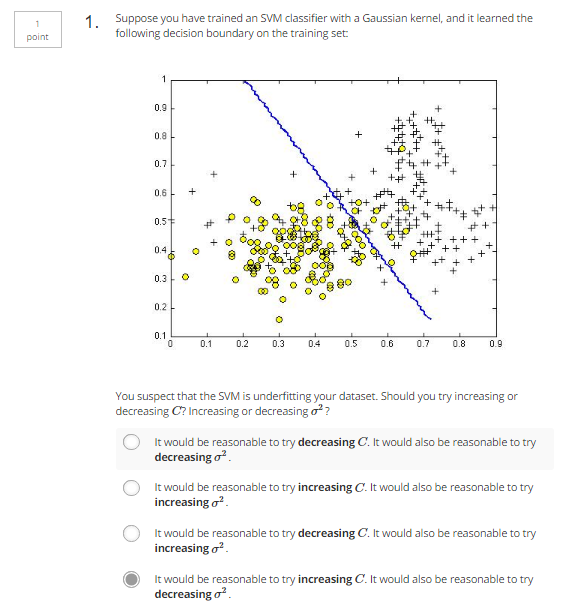 1
point
1. Suppose you have trained an SVM classifier with a Gaussian kernel, and it learned the
following decision boundary on the training set:
1
0.9
0.8
0.7
0.6
0.5
0.4
0.3
0.2
0.1
0 0.1 0.2 0.3 0.4 0.5 0.6 0.7 0.8 0.9
You suspect that the SVM is underfitting your dataset. Should you try increasing or
decreasing C? Increasing or decreasing σ²?
It would be reasonable to try decreasing C. It would also be reasonable to try
decreasing σ².
It would be reasonable to try increasing C. It would also be reasonable to try
increasing σ².
It would be reasonable to try decreasing C. It would also be reasonable to try
increasing σ².
It would be reasonable to try increasing C. It would also be reasonable to try
decreasing σ².